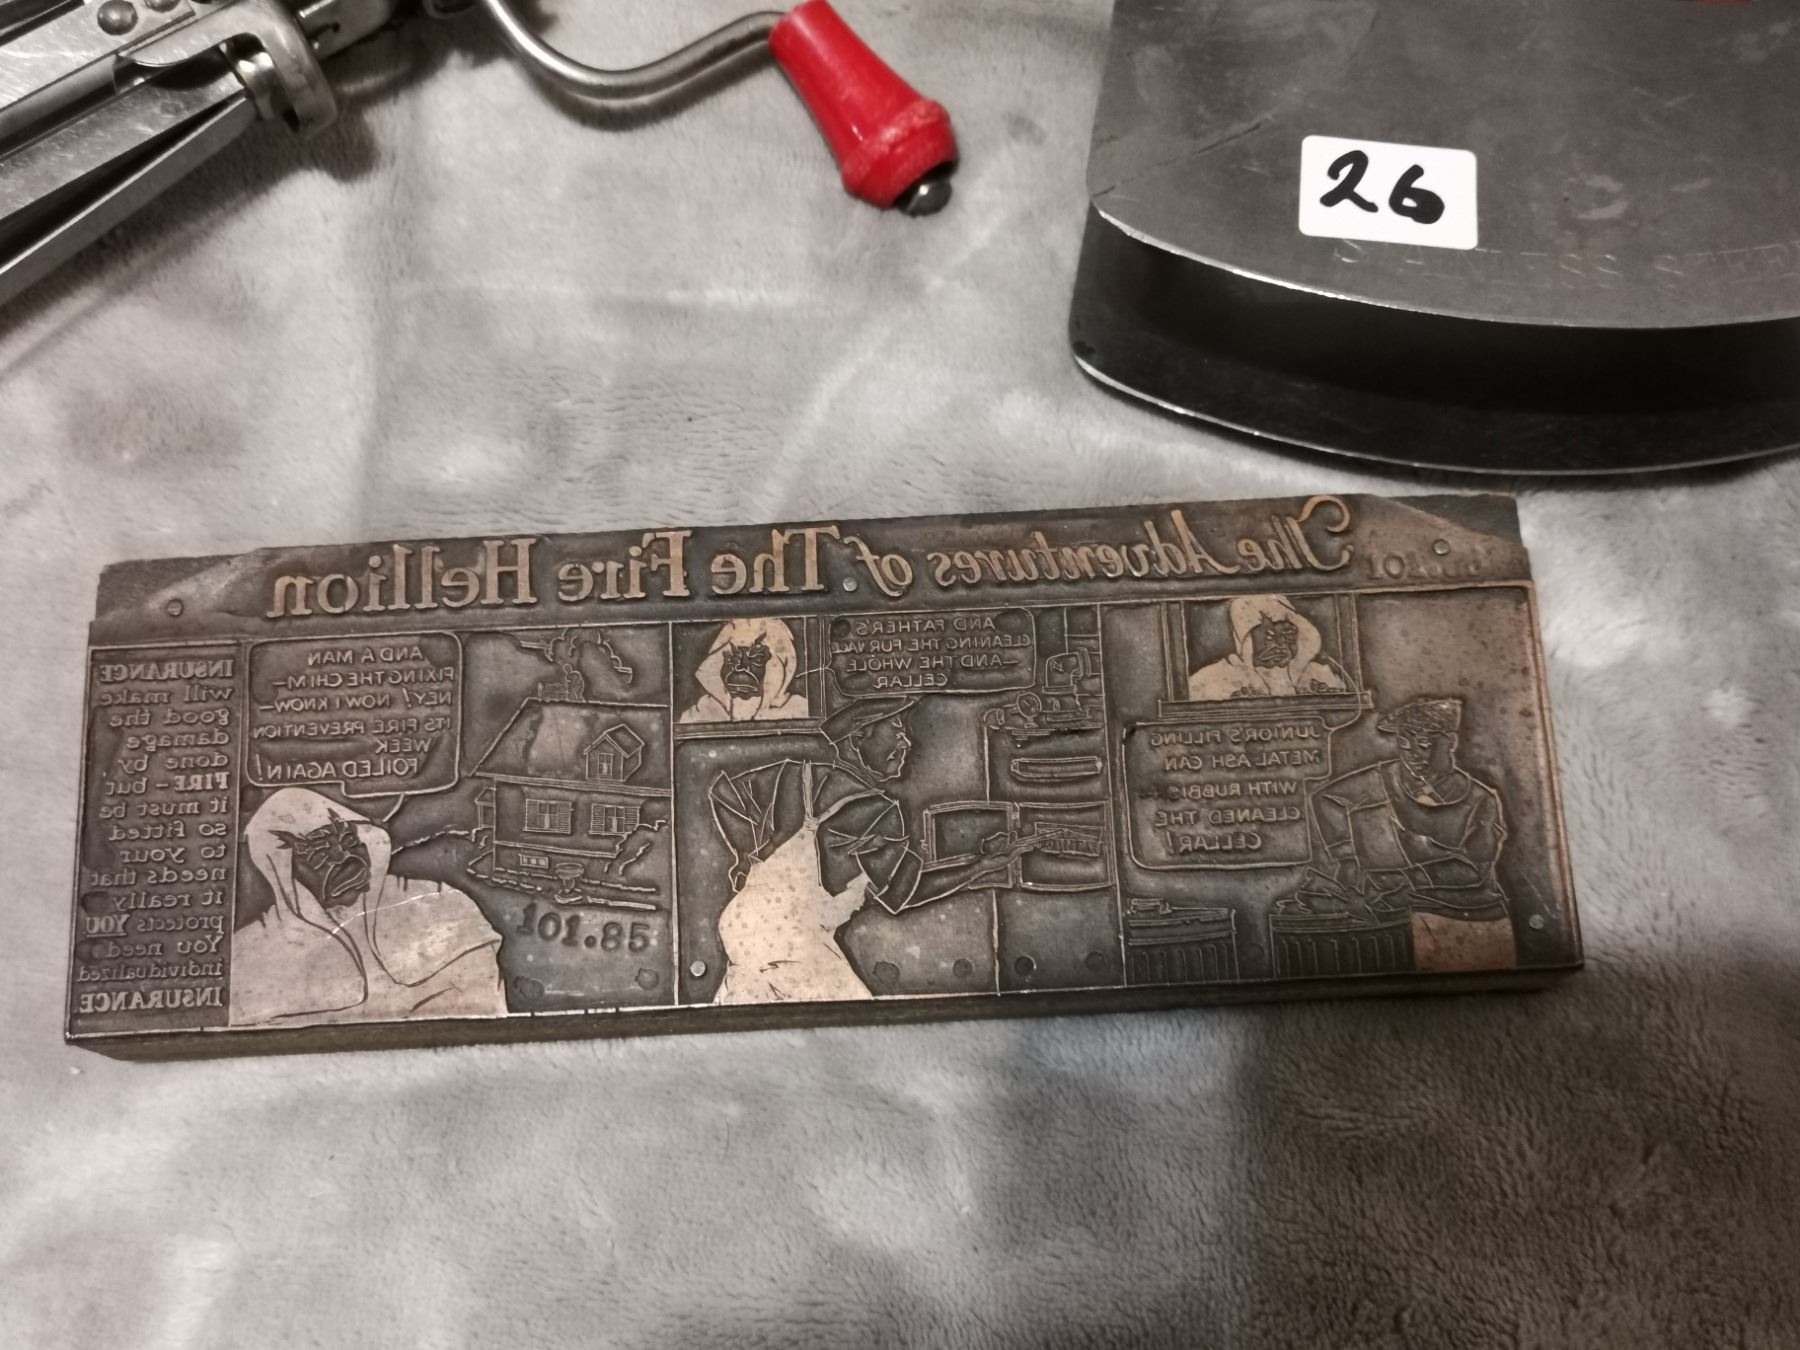 26
STAINLESS STEEL
The Adventures of The Fire Hellion
JUNIOR'S FILLING
METAL ASH CAN
WITH RUBBISH
CLEANED THE
CELLAR!
AND FATHER'S
CLEANING THE FURNACE
—AND THE WHOLE
CELLAR
AND A MAN
FIXING THE CHIM–
NEY! NOW I KNOW—
ITS FIRE PREVENTION
WEEK
FOILED AGAIN!
101.85
INSURANCE
will make
good the
damage
done by
FIRE - but
it must be
so fitted
to your
needs that
it really
protects YOU
You need
individualized
INSURANCE